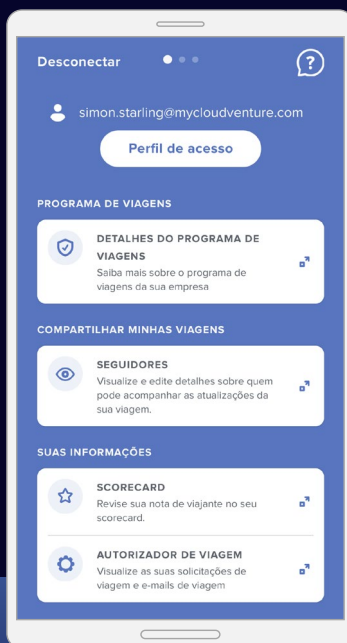 Desconectar
?
simon.starling@mycloudventure.com
Perfil de acesso
PROGRAMA DE VIAGENS
DETALHES DO PROGRAMA DE
VIAGENS
Saiba mais sobre o programa de
viagens da sua empresa
COMPARTILHAR MINHAS VIAGENS
SEGUIDORES
Visualize e edite detalhes sobre quem
pode acompanhar as atualizações da
sua viagem.
SUAS INFORMAÇÕES
SCORECARD
Revise sua nota de viajante no seu
scorecard.
AUTORIZADOR DE VIAGEM
Visualize as suas solicitações de
viagem e e-mails de viagem